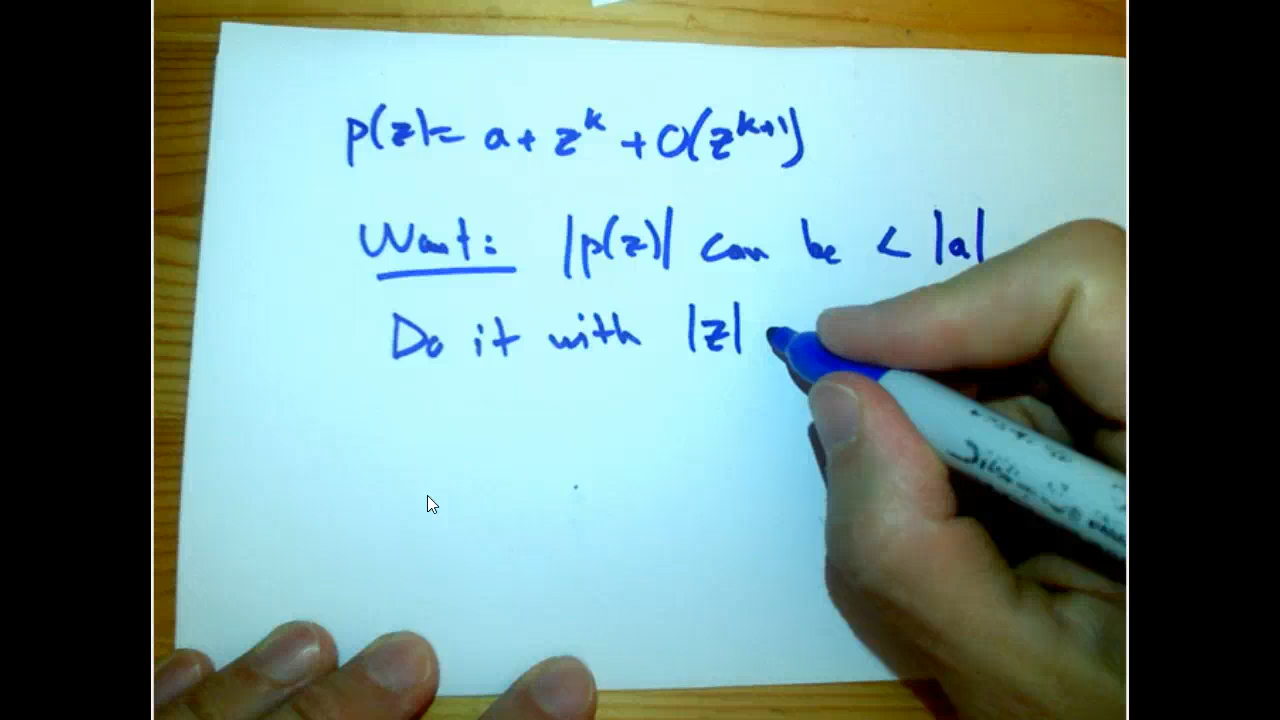 p(z)= a + z^k + O(z^{k+1})
Want: |p(z)| can be < |a|
Do it with |z|